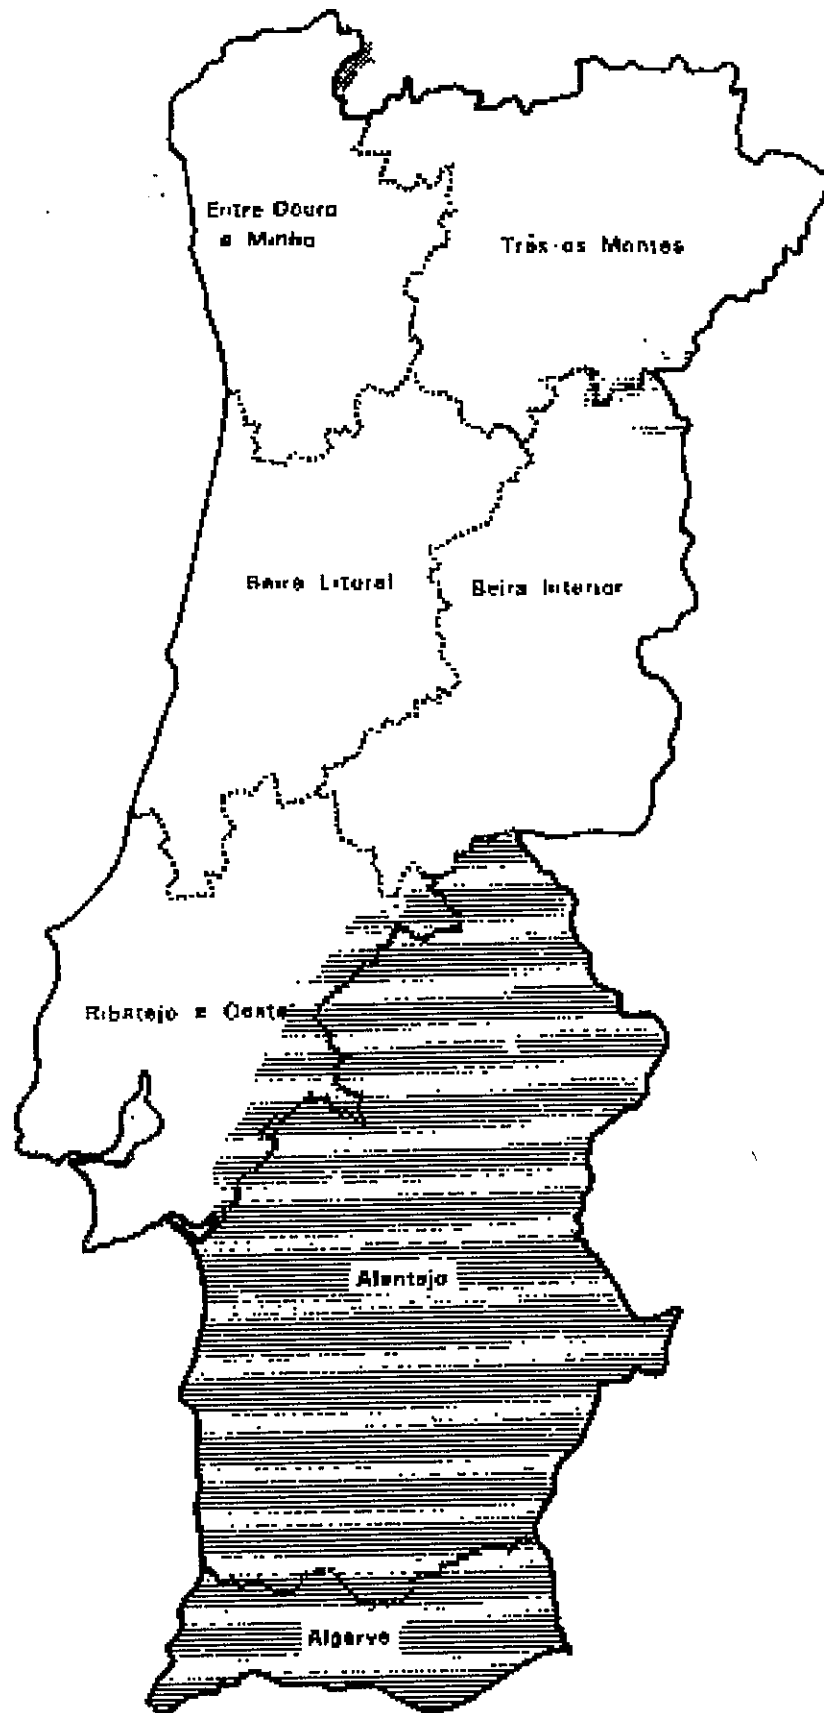 Entre Douro
e Minho
Trás-os Montes
Beira Litoral
Beira Interior
Ribatejo e Oeste
Alentejo
Algarve